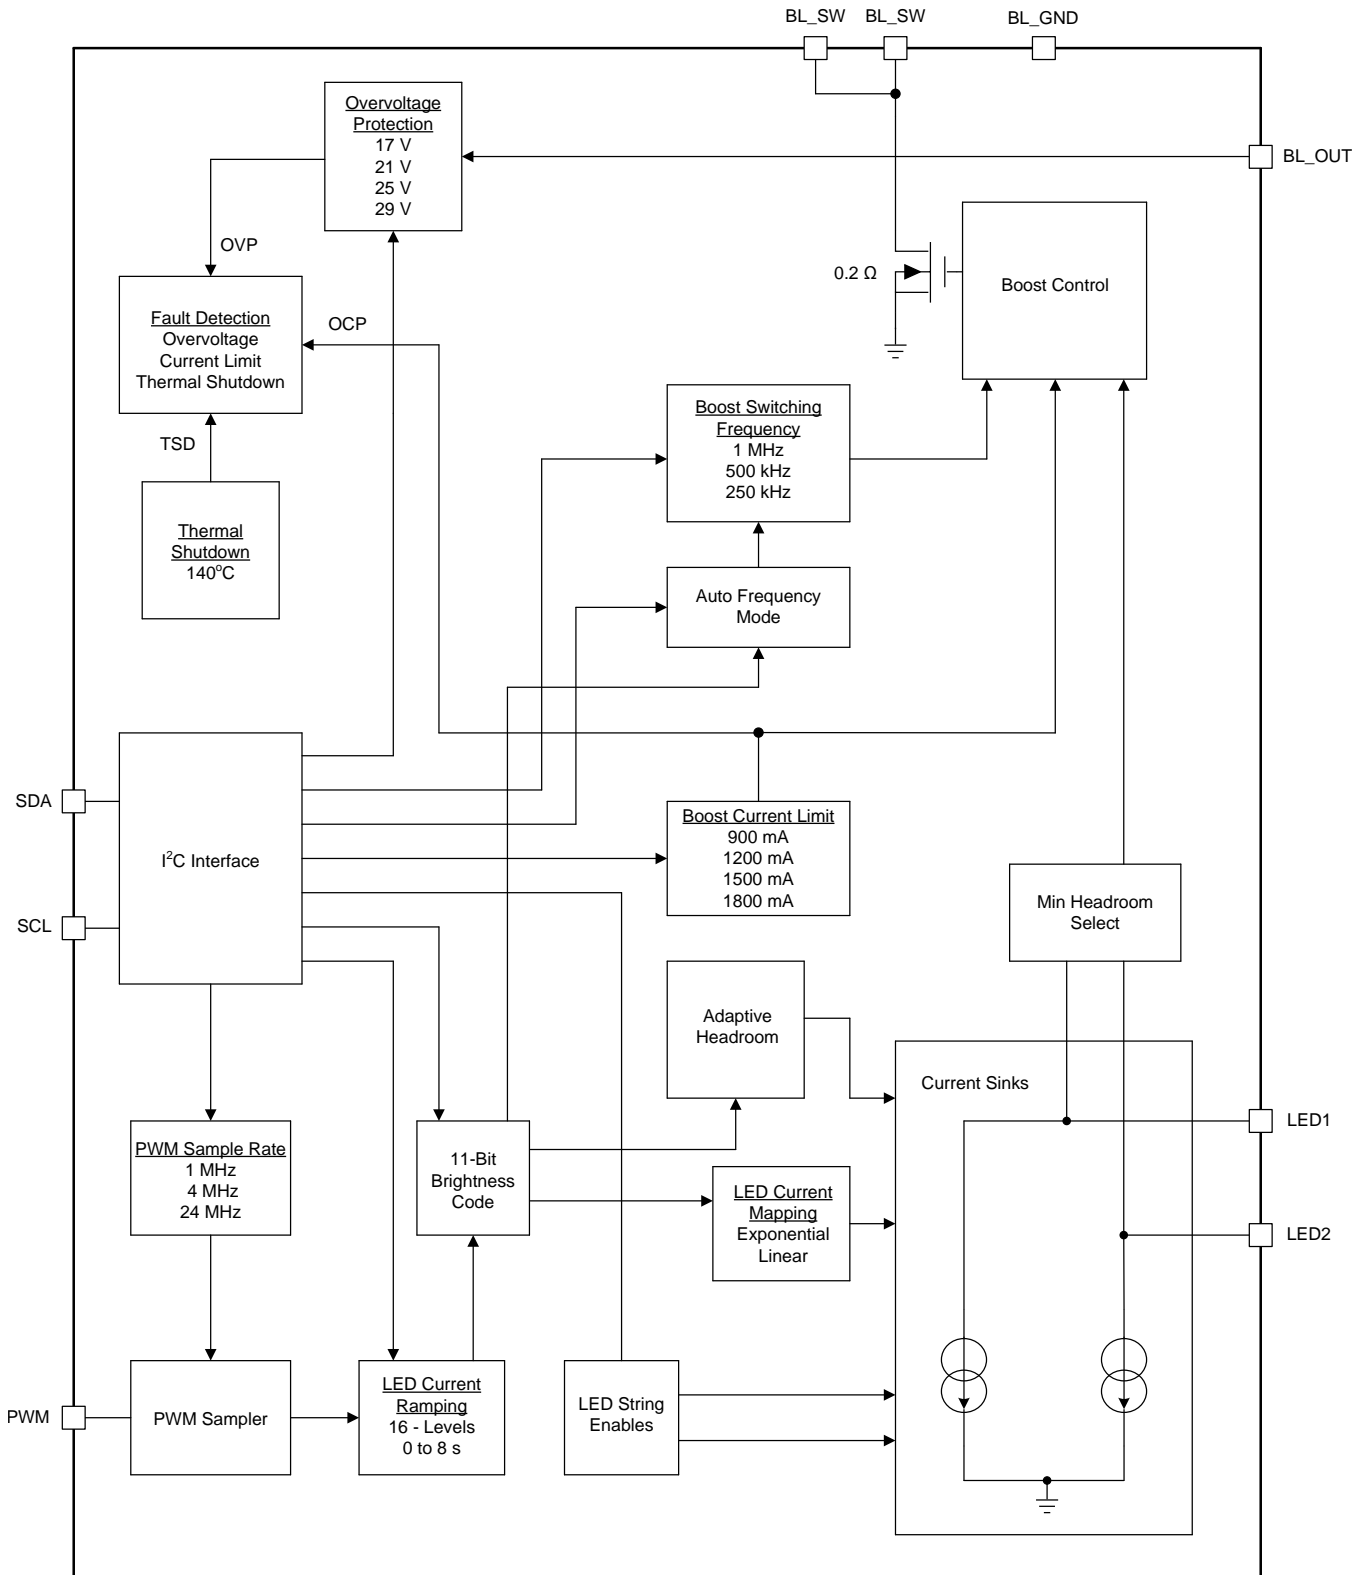 BL_SW
BL_SW
BL_GND
Overvoltage
Protection
17 V
21 V
25 V
29 V
BL_OUT
OVP
0.2 Ω
Boost Control
Fault Detection
Overvoltage
Current Limit
Thermal Shutdown
OCP
TSD
Boost Switching
Frequency
1 MHz
500 kHz
250 kHz
Thermal
Shutdown
140°C
Auto Frequency
Mode
SDA
SCL
I²C Interface
Boost Current Limit
900 mA
1200 mA
1500 mA
1800 mA
Min Headroom
Select
Adaptive
Headroom
Current Sinks
LED1
LED2
PWM Sample Rate
1 MHz
4 MHz
24 MHz
11-Bit
Brightness
Code
LED Current
Mapping
Exponential
Linear
PWM
PWM Sampler
LED Current
Ramping
16 - Levels
0 to 8 s
LED String
Enables